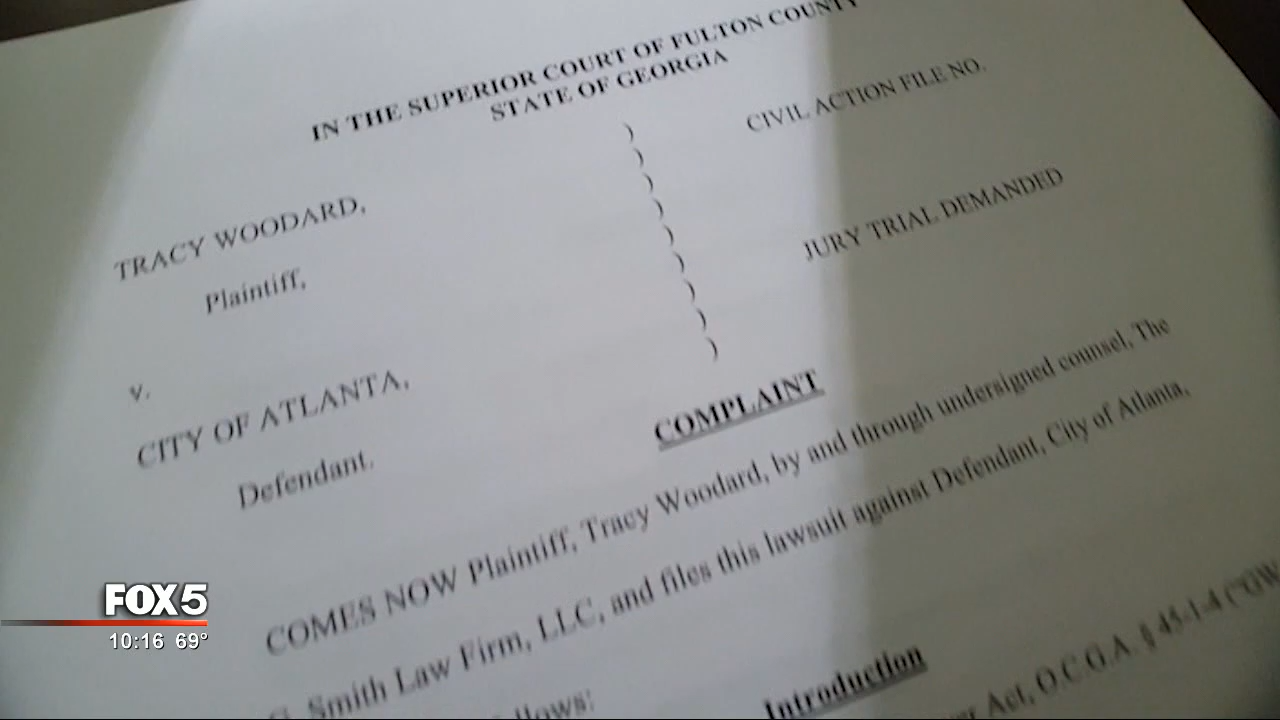 IN THE SUPERIOR COURT OF FULTON COUNTY
STATE OF GEORGIA
TRACY WOODARD,
Plaintiff,
v.
CITY OF ATLANTA,
Defendant.
)
)
)
)
)
)
)
)
)
CIVIL ACTION FILE NO.
JURY TRIAL DEMANDED
COMPLAINT
COMES NOW Plaintiff, Tracy Woodard, by and through undersigned counsel, The
G. Smith Law Firm, LLC, and files this lawsuit against Defendant, City of Atlanta,
Introduction
Act, O.C.G.A. § 45-1-4 ("GW
FOX 5
10:16 69°